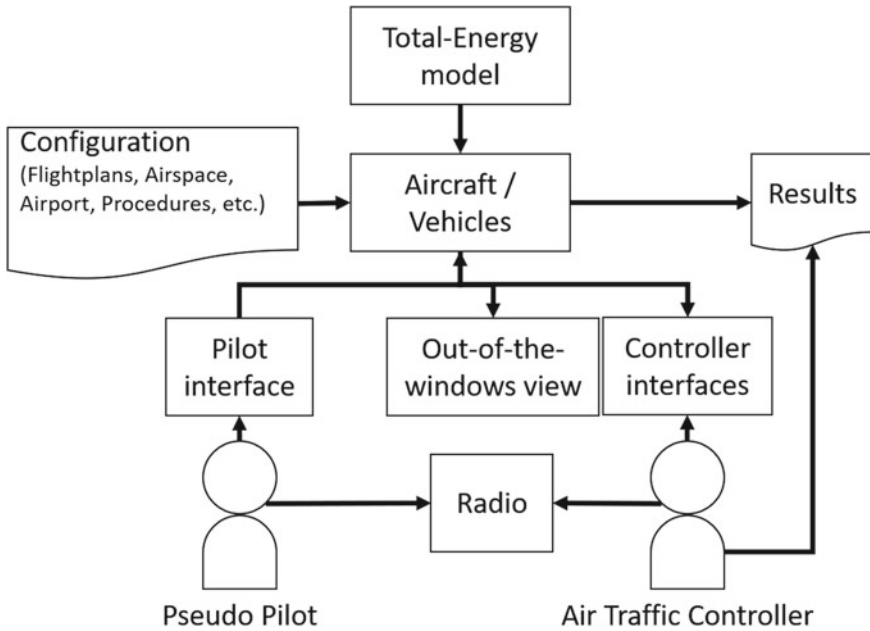 Total-Energy
model
Configuration
(Flightplans, Airspace,
Airport, Procedures, etc.)
Aircraft /
Vehicles
Results
Pilot
interface
Out-of-the-
windows view
Controller
interfaces
Radio
Pseudo Pilot
Air Traffic Controller